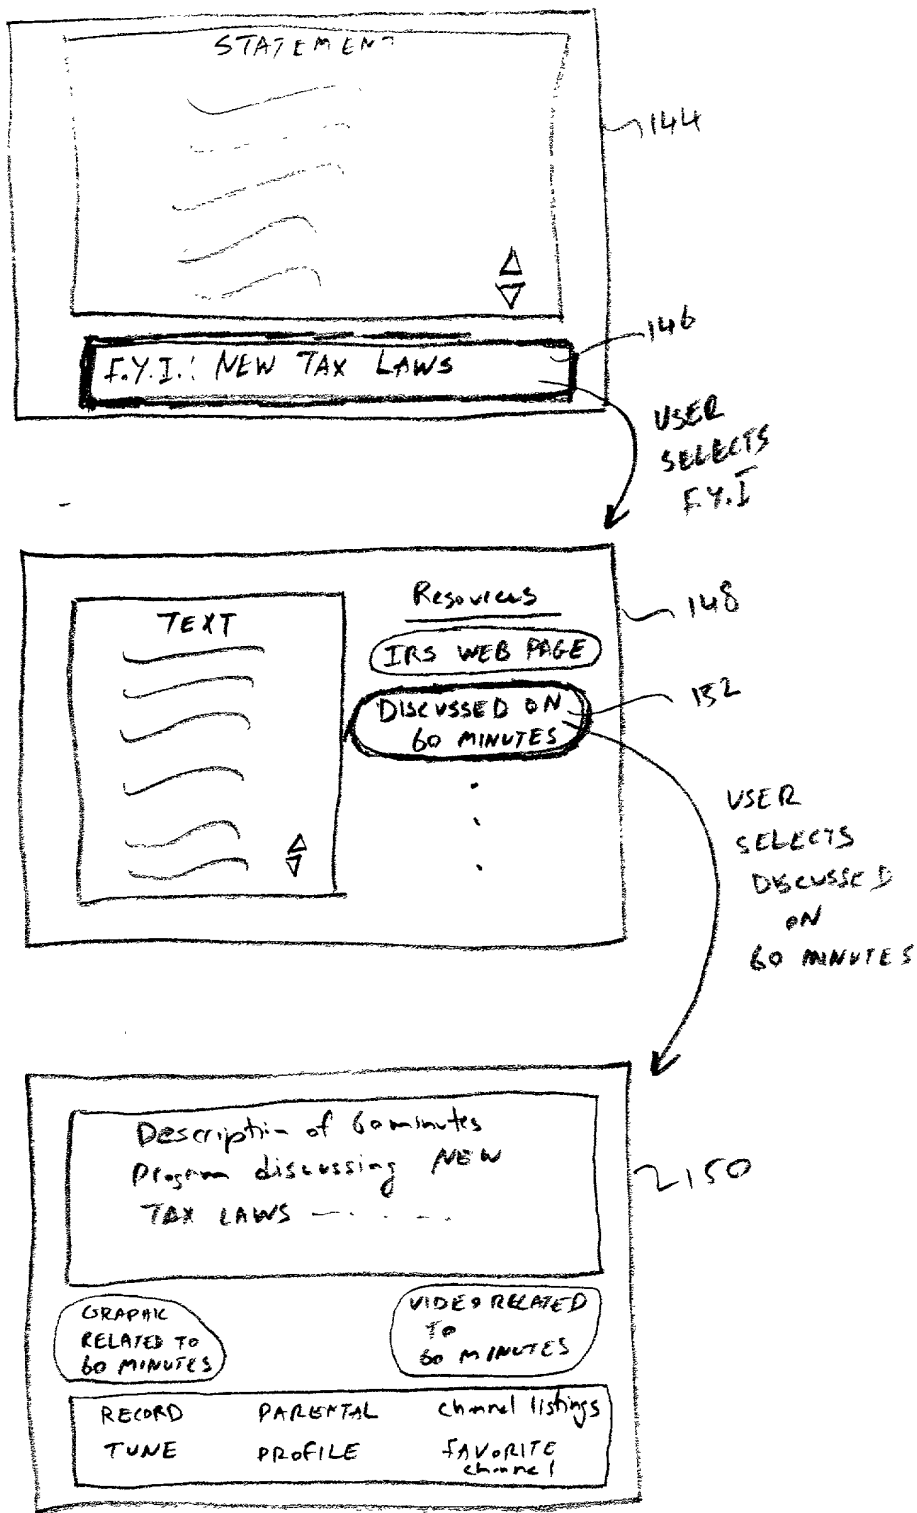 STATEMENT
144
146
F.Y.I.: NEW TAX LAWS
USER
SELECTS
F.Y.I
148
TEXT
Resources
IRS WEB PAGE
152
DISCUSSED ON
60 MINUTES
USER
SELECTS
DISCUSSED
ON
60 MINUTES
150
Description of 60 minutes
Program discussing NEW
TAX LAWS - - - - -
GRAPHIC
RELATED TO
60 MINUTES
VIDEO RELATED
TO
60 MINUTES
RECORD PARENTAL channel listings
TUNE PROFILE FAVORITE
channel